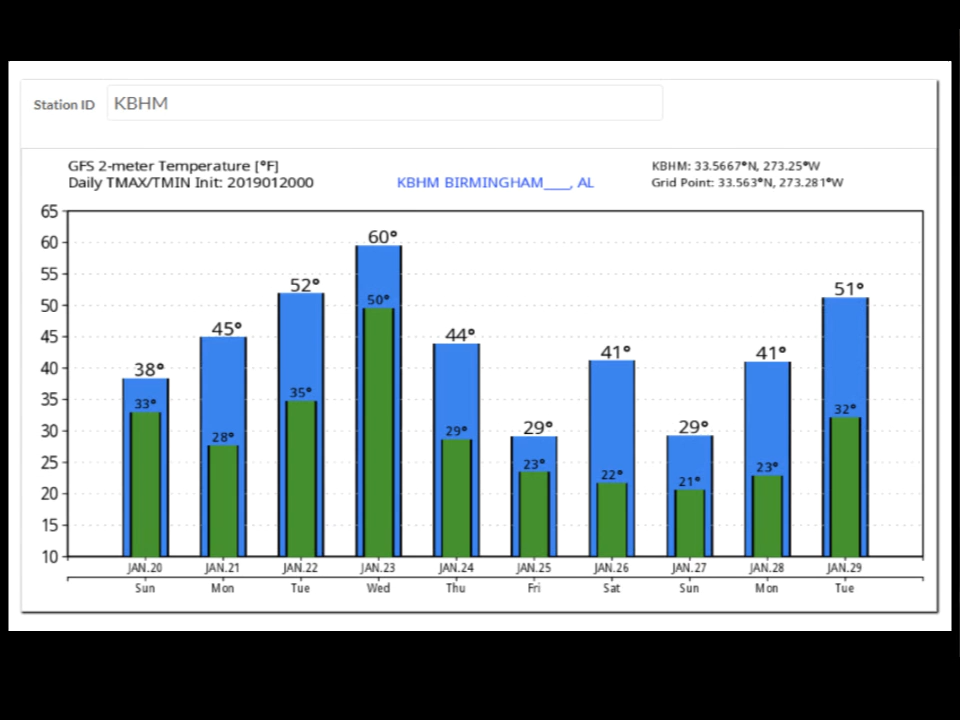 Station ID KBHM
GFS 2-meter Temperature [°F]
Daily TMAX/TMIN Init: 2019012000
KBHM BIRMINGHAM___, AL
KBHM: 33.5667°N, 273.25°W
Grid Point: 33.563°N, 273.281°W
65
60
55
50
45
40
35
30
25
20
15
10
38° 45° 52° 60° 44° 29° 41° 29° 41° 51°
33° 28° 35° 50° 29° 23° 22° 21° 23° 32°
JAN.20 JAN.21 JAN.22 JAN.23 JAN.24 JAN.25 JAN.26 JAN.27 JAN.28 JAN.29
Sun Mon Tue Wed Thu Fri Sat Sun Mon Tue